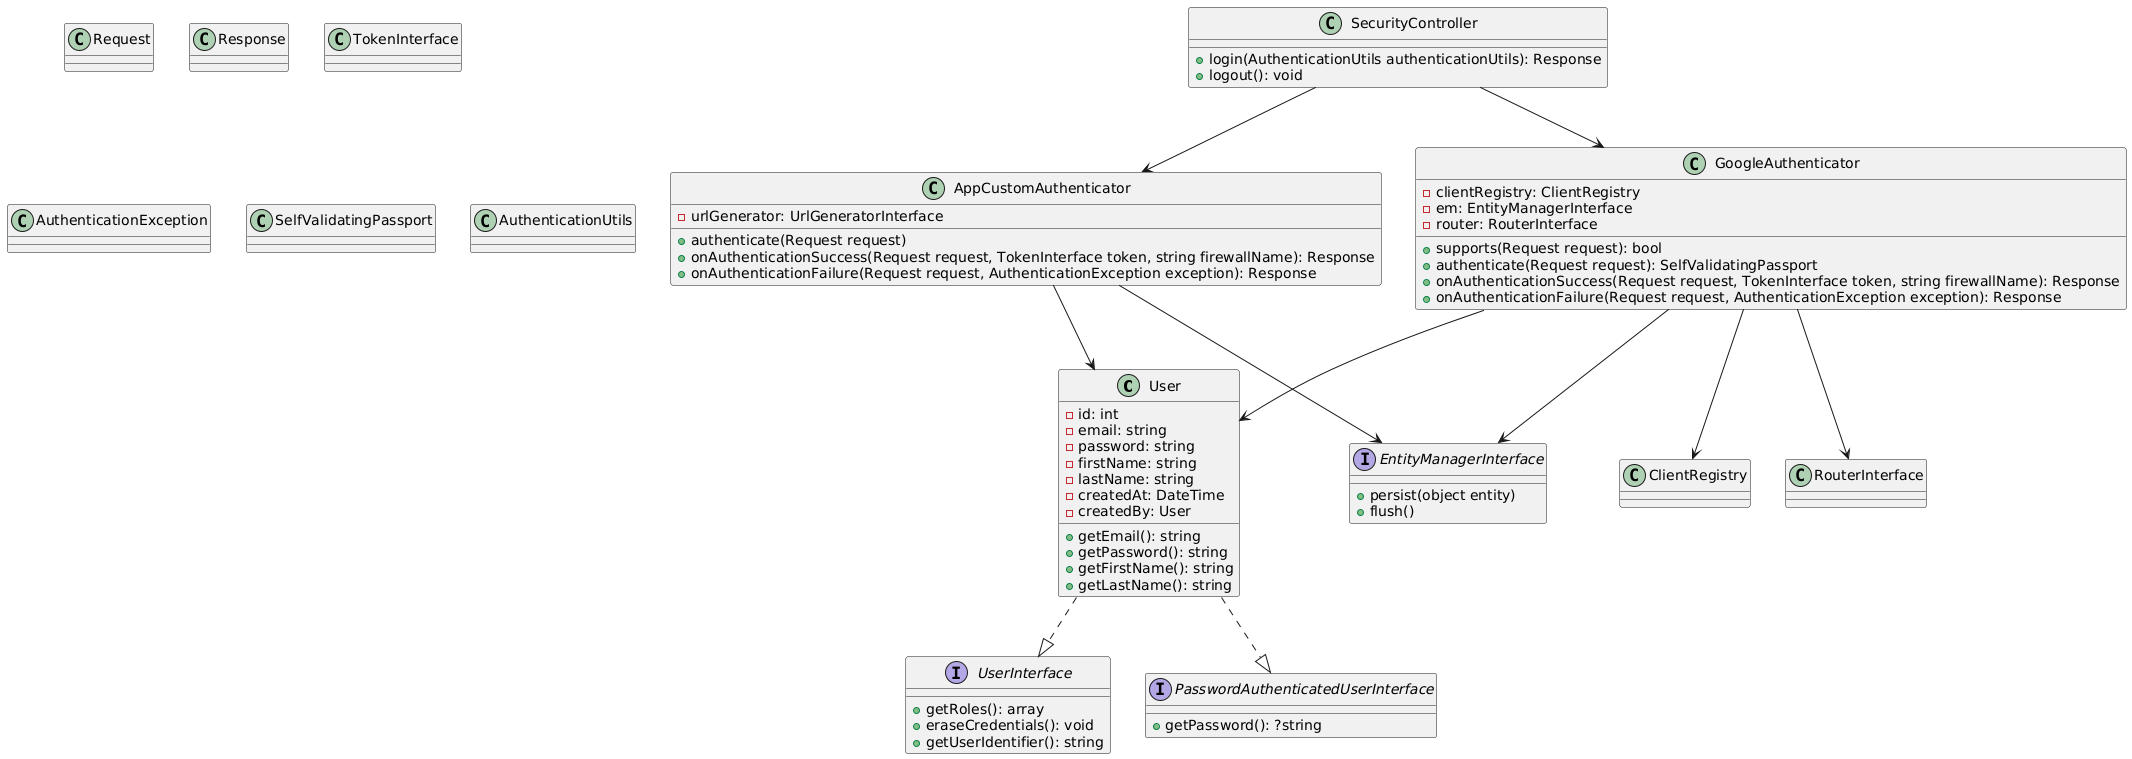 C Request
C Response
C TokenInterface
C SecurityController
login(AuthenticationUtils authenticationUtils): Response
logout(): void
C AuthenticationException
C SelfValidatingPassport
C AuthenticationUtils
C AppCustomAuthenticator
urlGenerator: UrlGeneratorInterface
authenticate(Request request)
onAuthenticationSuccess(Request request, TokenInterface token, string firewallName): Response
onAuthenticationFailure(Request request, AuthenticationException exception): Response
C GoogleAuthenticator
clientRegistry: ClientRegistry
em: EntityManagerInterface
router: RouterInterface
supports(Request request): bool
authenticate(Request request): SelfValidatingPassport
onAuthenticationSuccess(Request request, TokenInterface token, string firewallName): Response
onAuthenticationFailure(Request request, AuthenticationException exception): Response
C User
id: int
email: string
password: string
firstName: string
lastName: string
createdAt: DateTime
createdBy: User
getEmail(): string
getPassword(): string
getFirstName(): string
getLastName(): string
I EntityManagerInterface
persist(object entity)
flush()
C ClientRegistry
C RouterInterface
I UserInterface
getRoles(): array
eraseCredentials(): void
getUserIdentifier(): string
I PasswordAuthenticatedUserInterface
getPassword(): ?string